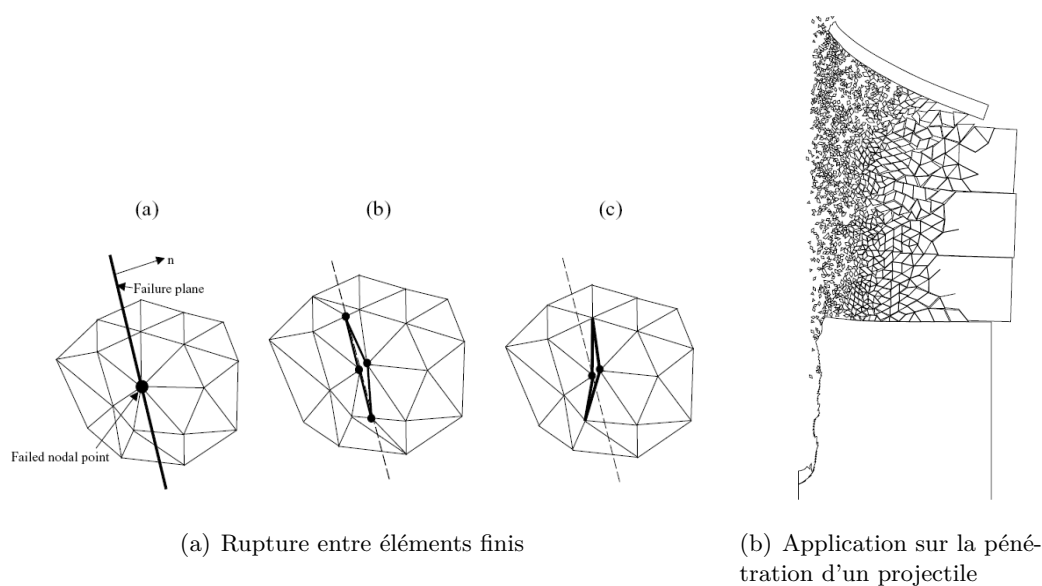 (a)
(b)
(c)
n
Failure plane
Failed nodal point
(a) Rupture entre éléments finis
(b) Application sur la péné-
tration d'un projectile